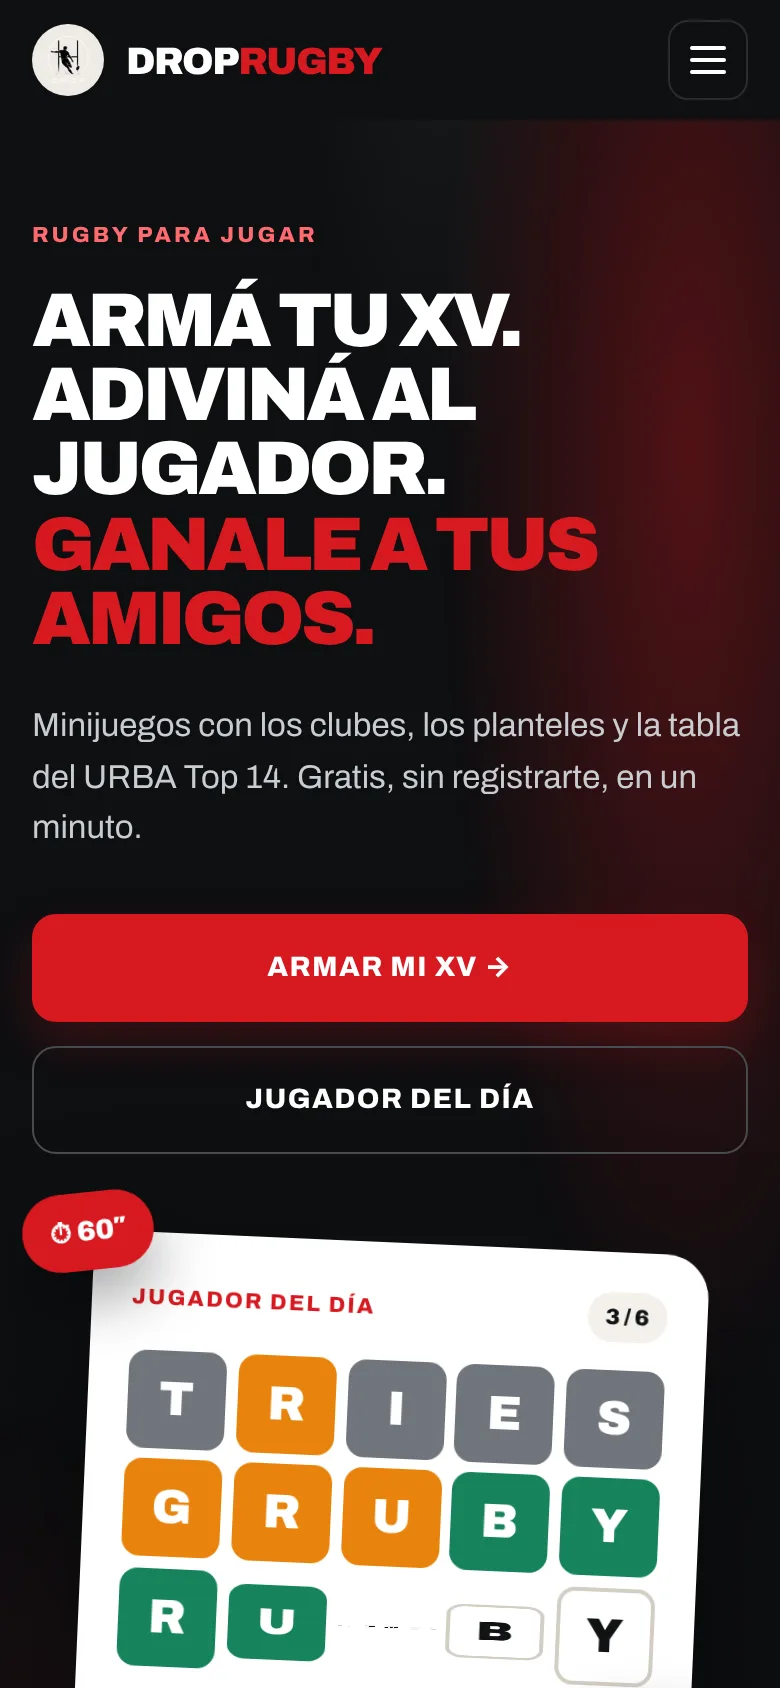 DROPRUGBY
RUGBY PARA JUGAR
ARMÁ TU XV.
ADIVINÁ AL
JUGADOR.
GANALE A TUS
AMIGOS.
Minijuegos con los clubes, los planteles y la tabla
del URBA Top 14. Gratis, sin registrarte, en un
minuto.
ARMAR MI XV →
JUGADOR DEL DÍA
⏱ 60″
JUGADOR DEL DÍA
3/6
T R I E S
G R U B Y
R U B Y